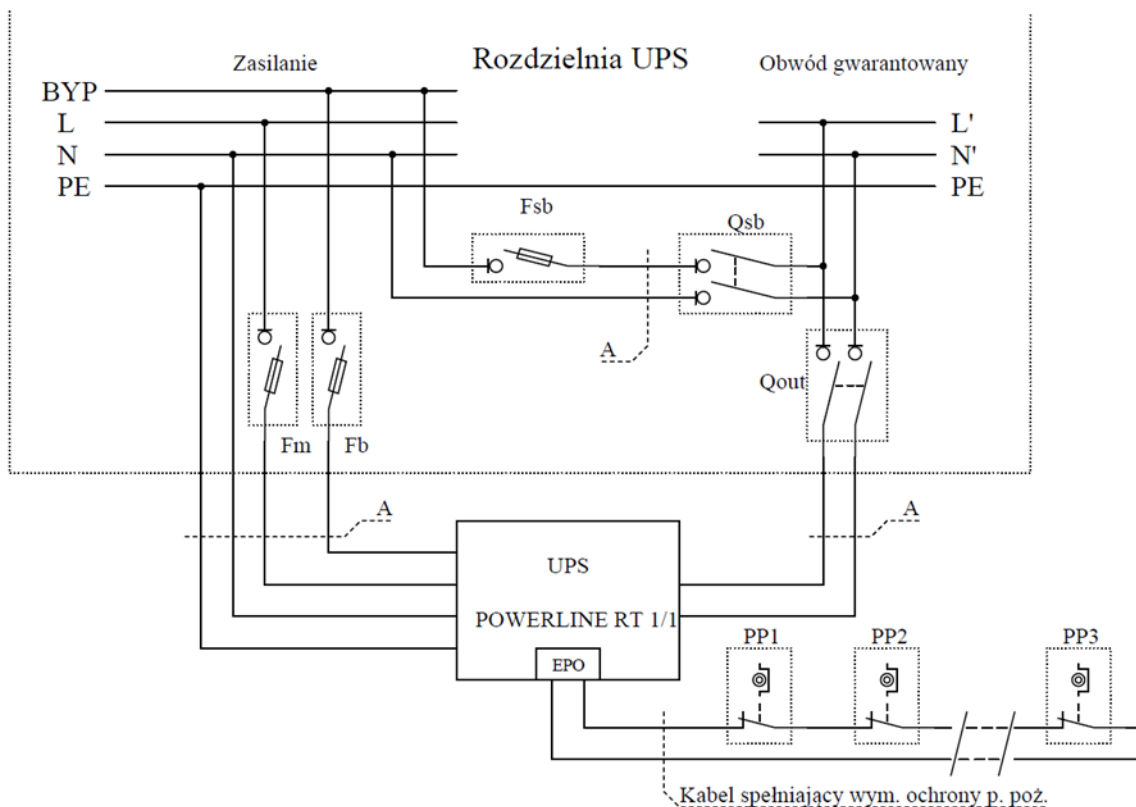 Zasilanie
Rozdzielnia UPS
Obwód gwarantowany
BYP
L
L'
N
N'
PE
PE
Fsb
Qsb
A
Qout
Fm
Fb
A
A
UPS
POWERLINE RT 1/1
EPO
PP1
PP2
PP3
Kabel spełniający wym. ochrony p. poż.